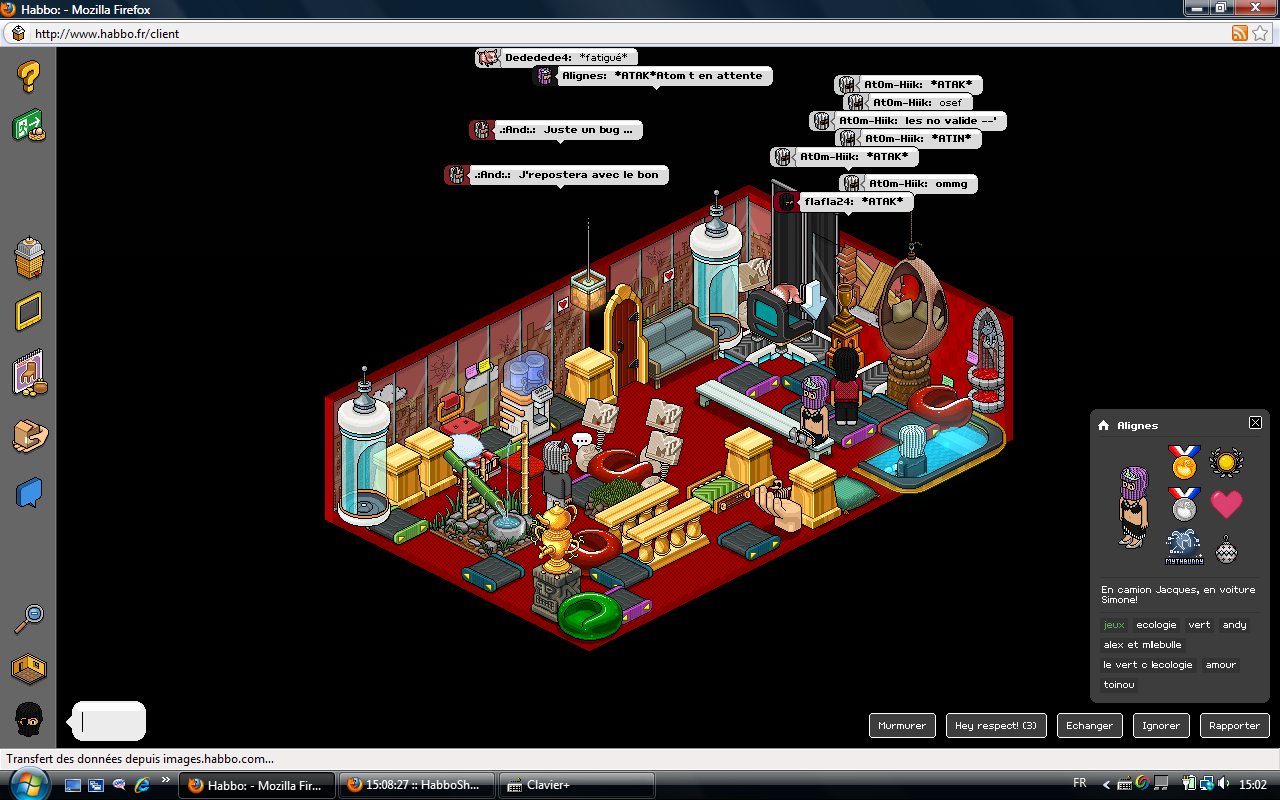 Habbo: - Mozilla Firefox
http://www.habbo.fr/client
Dededede4: *fatigué*
Alignes: *ATAK*Atom t en attente
At0m-Hiik: *ATAK*
At0m-Hiik: osef
.:And:.: Juste un bug ...
At0m-Hiik: les no valide --'
At0m-Hiik: *ATIN*
At0m-Hiik: *ATAK*
.:And:.: J'repostera avec le bon
At0m-Hiik: ommg
flafla24: *ATAK*
Alignes
MYTHBUNNY
En camion Jacques, en voiture
Simone!
jeux ecologie vert andy
alex et mlebulle
le vert c lecologie amour
toinou
Murmurer Hey respect! (3) Echanger Ignorer Rapporter
Transfert des données depuis images.habbo.com...
Habbo: - Mozilla Fir... 15:08:27 :: HabboSh... Clavier+ FR 15:02